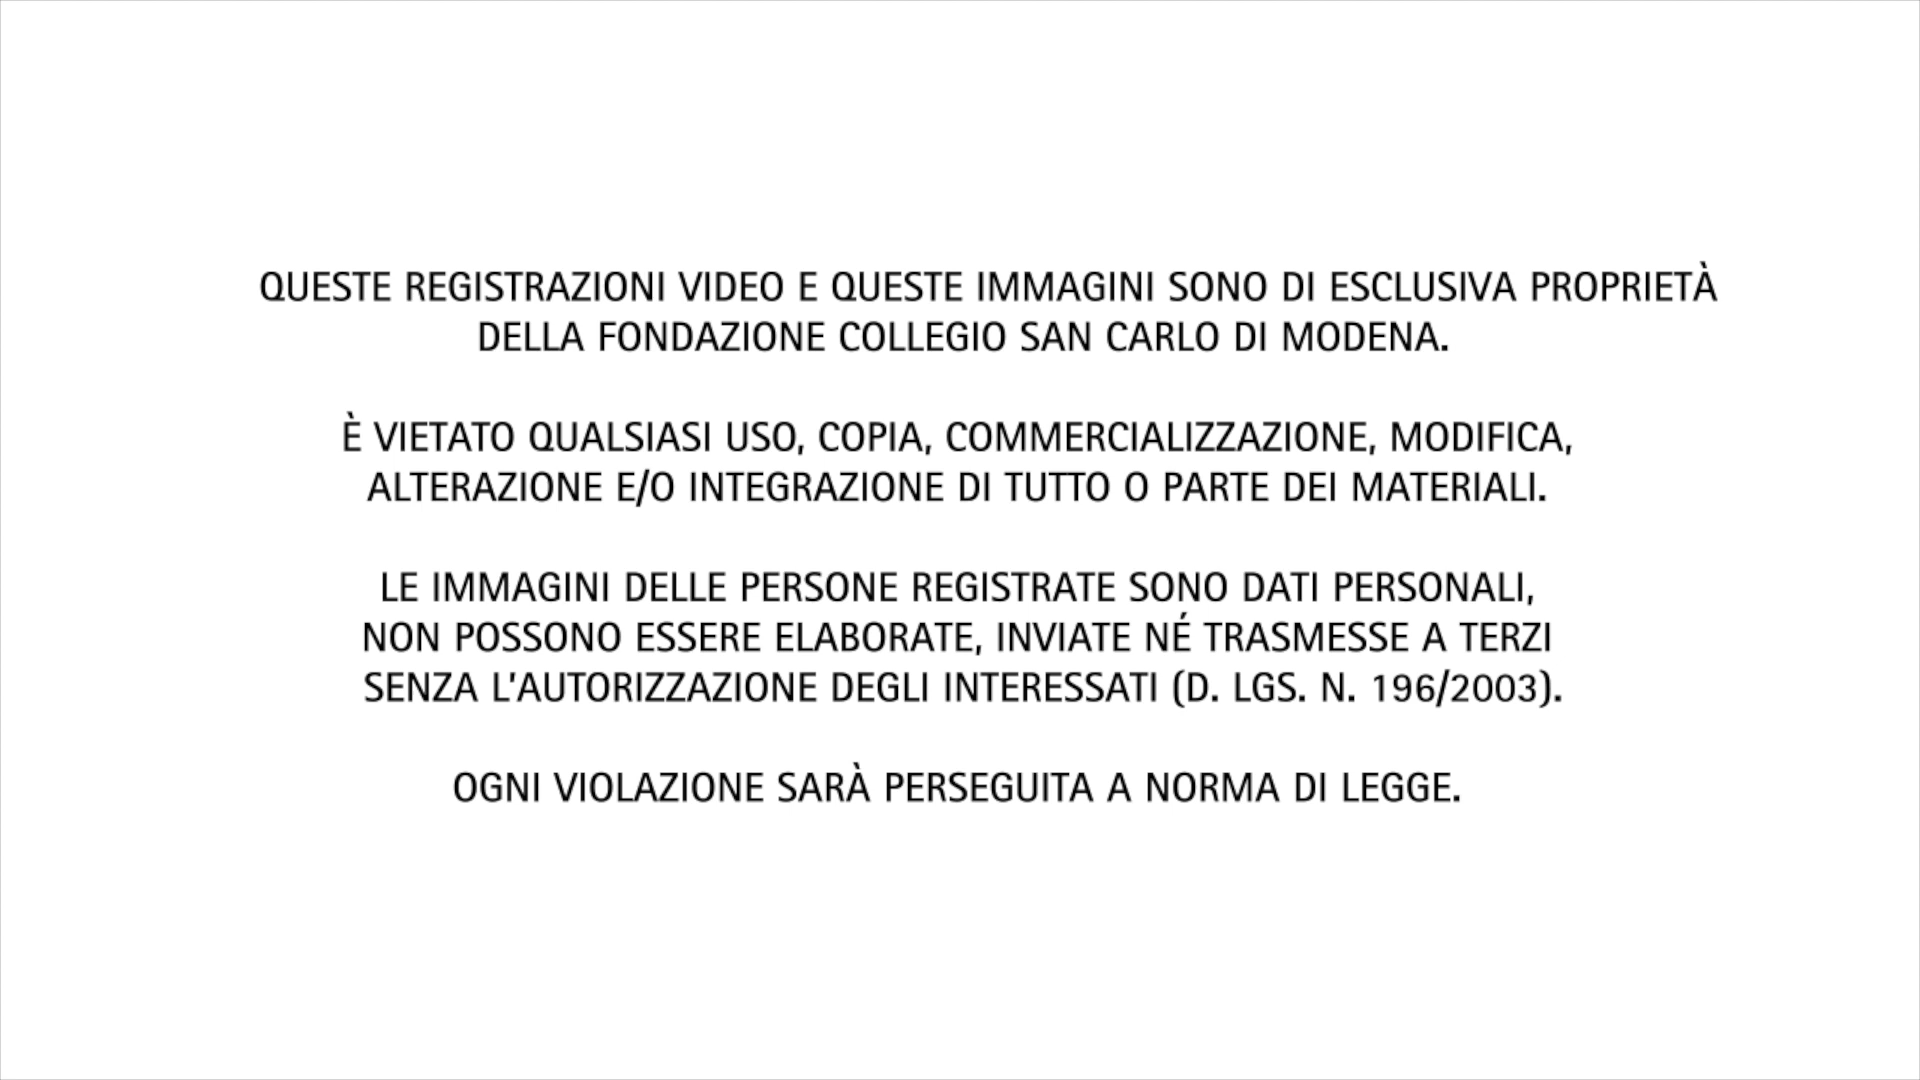 QUESTE REGISTRAZIONI VIDEO E QUESTE IMMAGINI SONO DI ESCLUSIVA PROPRIETÀ
DELLA FONDAZIONE COLLEGIO SAN CARLO DI MODENA.
È VIETATO QUALSIASI USO, COPIA, COMMERCIALIZZAZIONE, MODIFICA,
ALTERAZIONE E/O INTEGRAZIONE DI TUTTO O PARTE DEI MATERIALI.
LE IMMAGINI DELLE PERSONE REGISTRATE SONO DATI PERSONALI,
NON POSSONO ESSERE ELABORATE, INVIATE NÉ TRASMESSE A TERZI
SENZA L'AUTORIZZAZIONE DEGLI INTERESSATI (D. LGS. N. 196/2003).
OGNI VIOLAZIONE SARÀ PERSEGUITA A NORMA DI LEGGE.